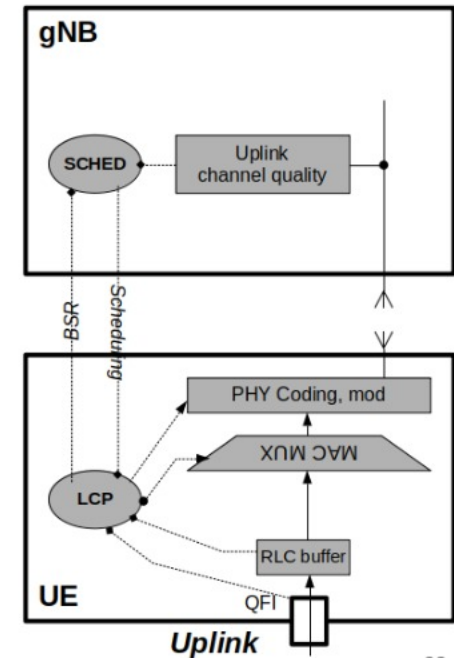 gNB
SCHED
Uplink
channel quality
BSR
Scheduling
PHY Coding, mod
MAC MUX
LCP
RLC buffer
QFI
UE
Uplink